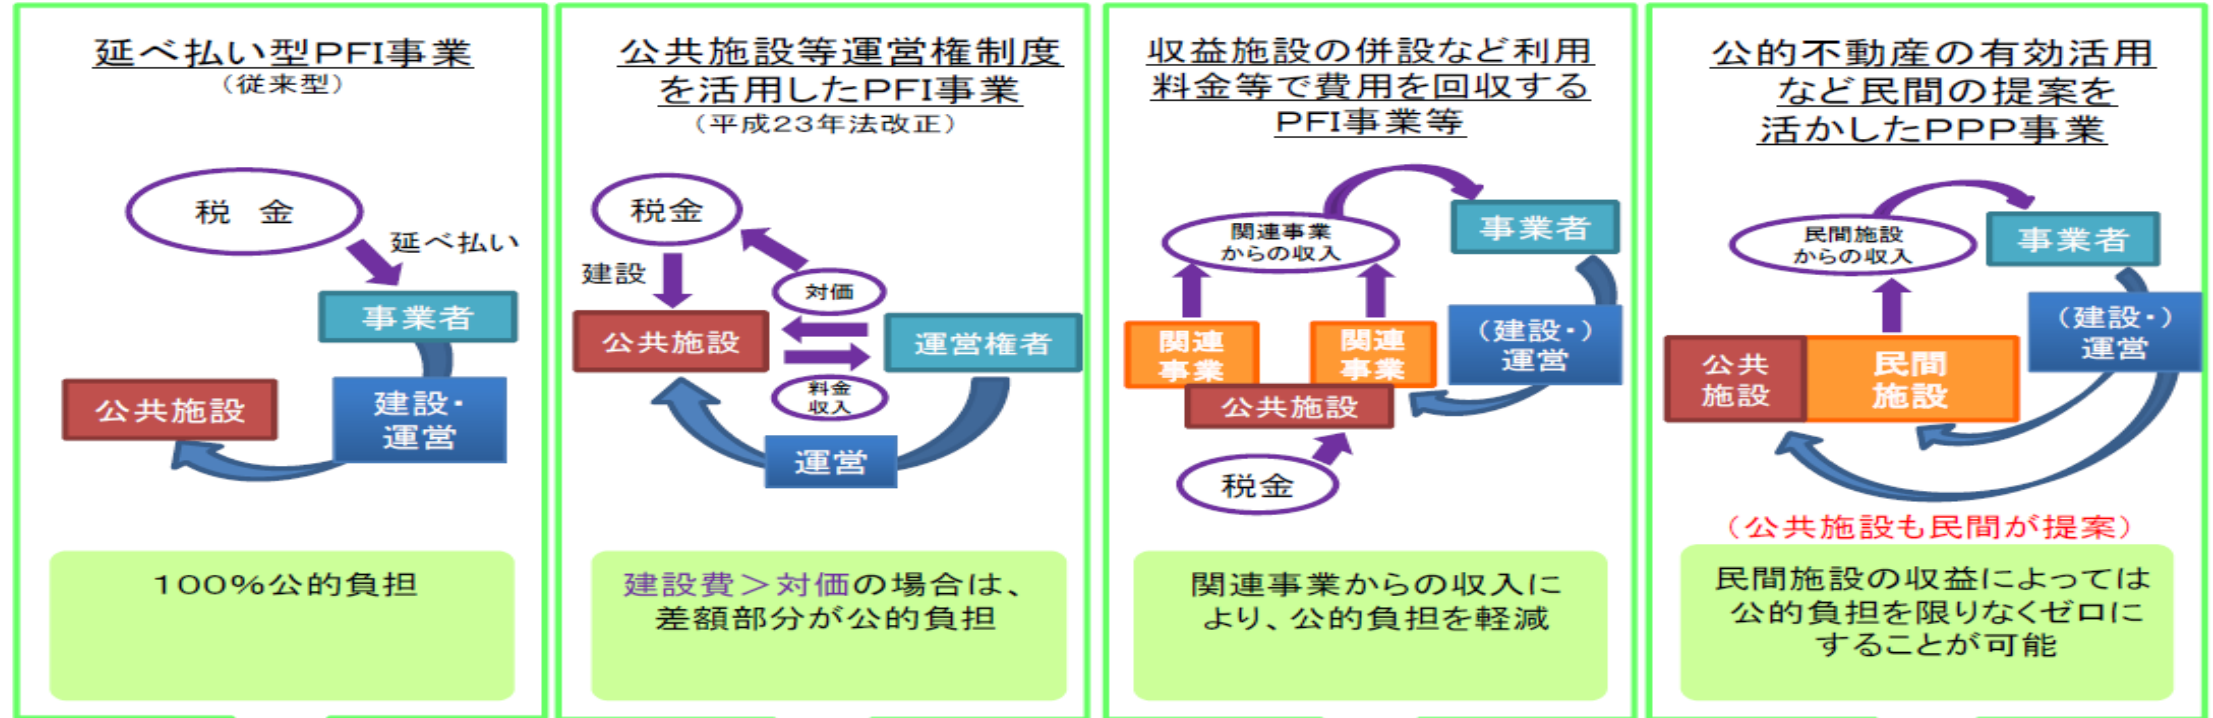 延べ払い型PFI事業
（従来型）
税　金
延べ払い
事業者
公共施設
建設・
運営
100％公的負担
公共施設等運営権制度
を活用したPFI事業
（平成23年法改正）
税金
建設
対価
公共施設
運営権者
料金
収入
運営
建設費＞対価の場合は、
差額部分が公的負担
収益施設の併設など利用
料金等で費用を回収する
PFI事業等
関連事業
からの収入
事業者
関連
事業
関連
事業
（建設・）
運営
公共施設
税金
関連事業からの収入に
より、公的負担を軽減
公的不動産の有効活用
など民間の提案を
活かしたPPP事業
民間施設
からの収入
事業者
（建設・）
運営
公共
施設
民間
施設
（公共施設も民間が提案）
民間施設の収益によっては
公的負担を限りなくゼロに
することが可能